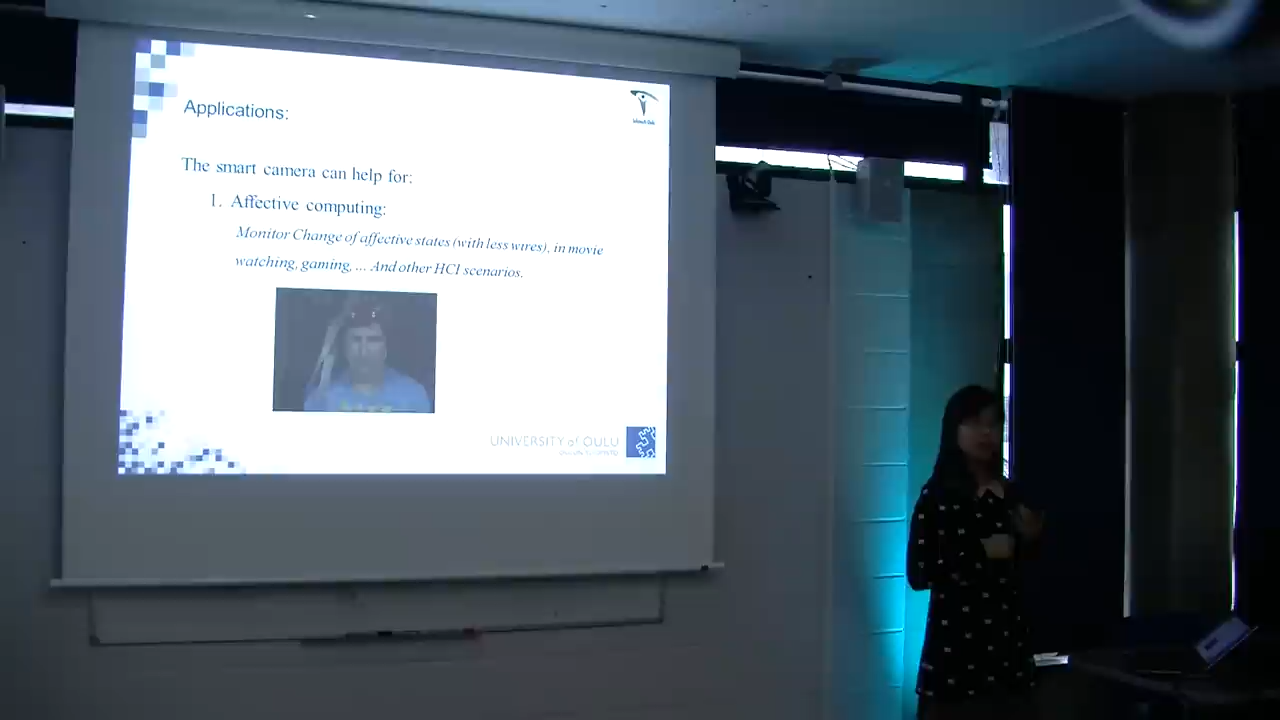 Applications:
The smart camera can help for:
1. Affective computing:
Monitor Change of affective states (with less wires), in movie
watching, gaming, ... And other HCI scenarios.
UNIVERSITY of OULU